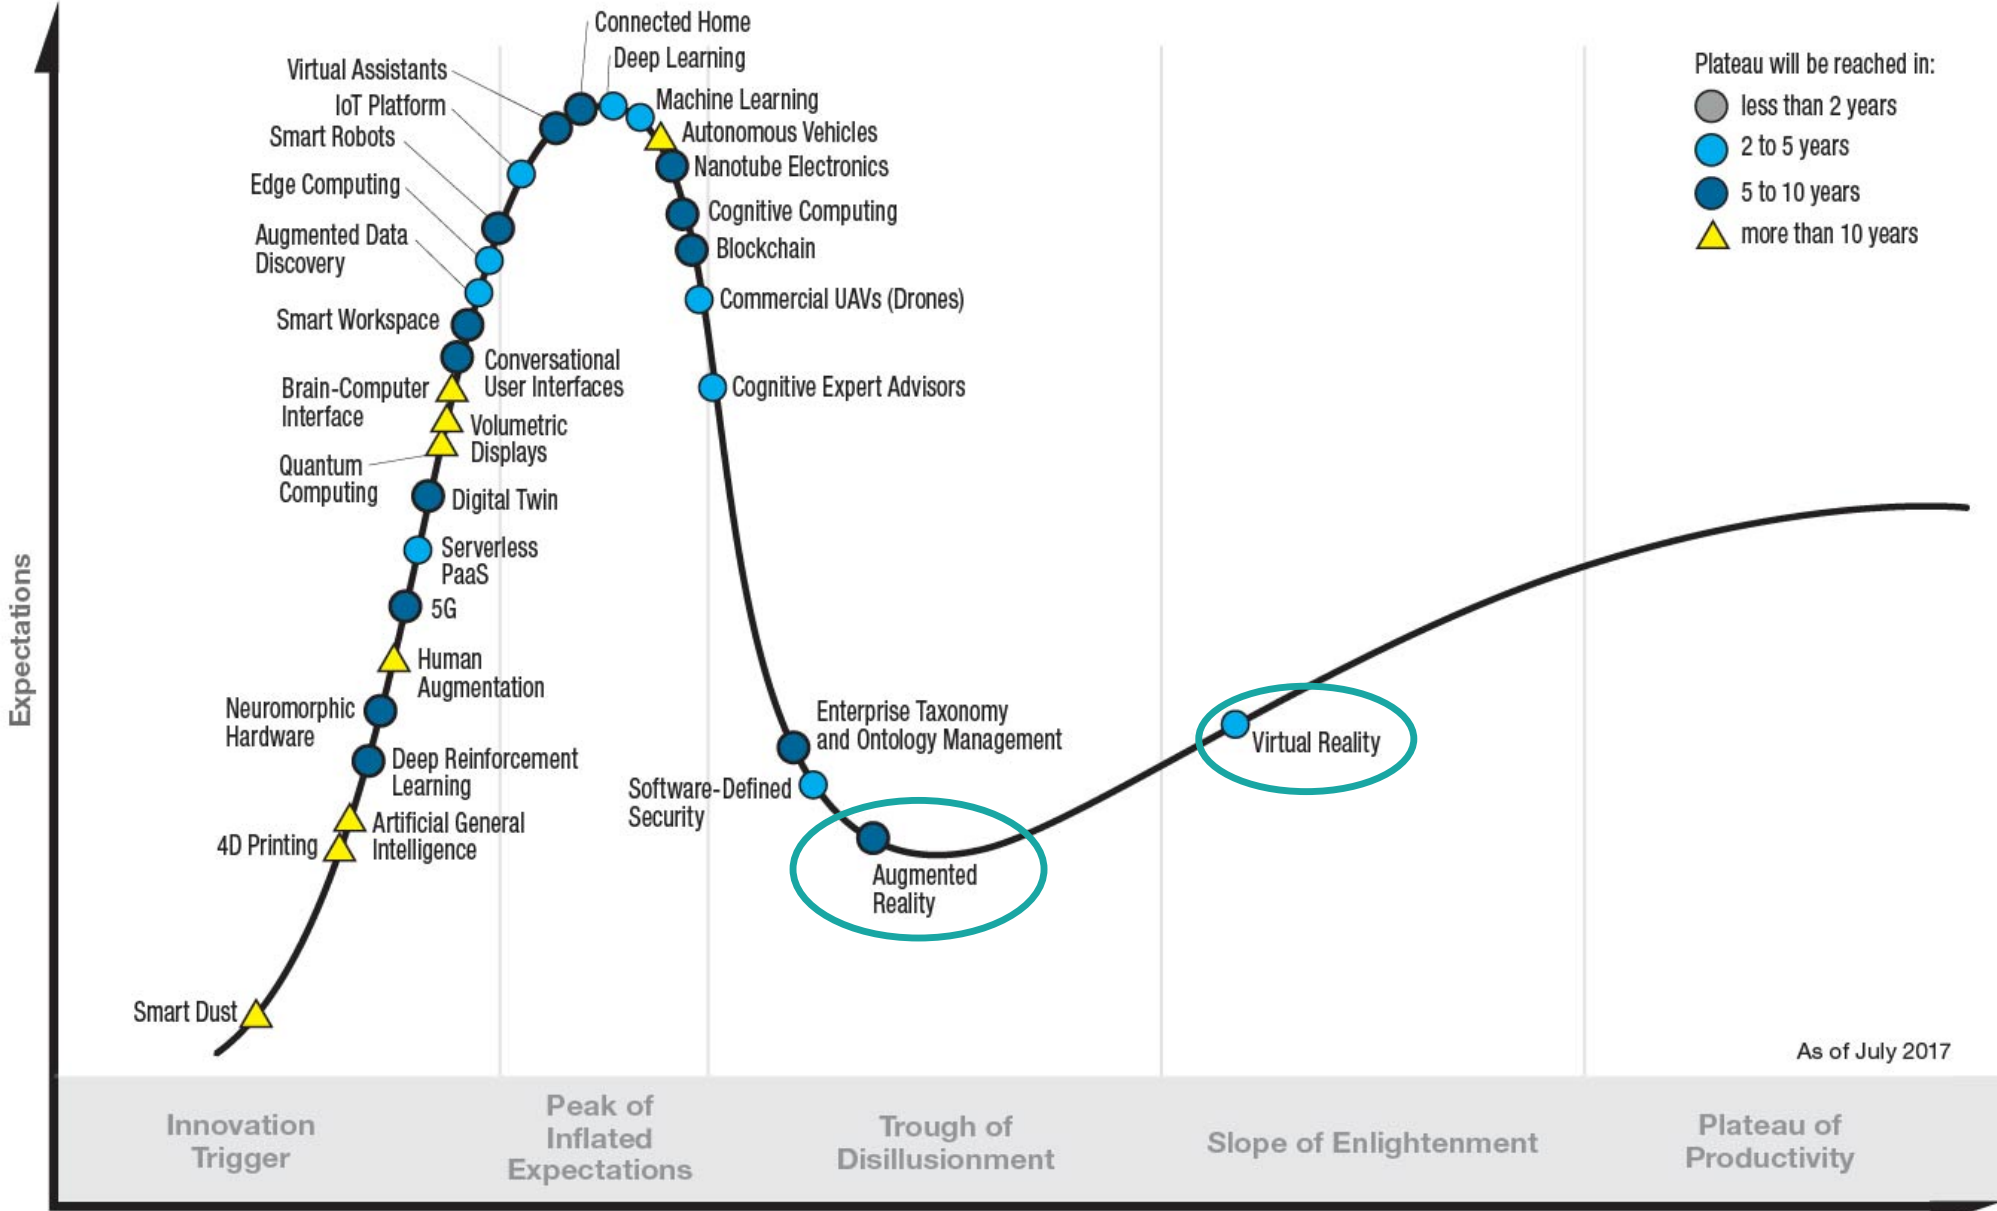 Connected Home
Deep Learning
Virtual Assistants
IoT Platform
Smart Robots
Edge Computing
Augmented Data
Discovery
Smart Workspace
Machine Learning
Autonomous Vehicles
Nanotube Electronics
Cognitive Computing
Blockchain
Commercial UAVs (Drones)
Cognitive Expert Advisors
Conversational
User Interfaces
Brain-Computer
Interface
Volumetric
Displays
Quantum
Computing
Digital Twin
Serverless
PaaS
5G
Human
Augmentation
Neuromorphic
Hardware
Deep Reinforcement
Learning
Artificial General
Intelligence
4D Printing
Smart Dust
Enterprise Taxonomy
and Ontology Management
Software-Defined
Security
Augmented
Reality
Virtual Reality
Plateau will be reached in:
less than 2 years
2 to 5 years
5 to 10 years
more than 10 years
As of July 2017
Expectations
Innovation
Trigger
Peak of
Inflated
Expectations
Trough of
Disillusionment
Slope of Enlightenment
Plateau of
Productivity